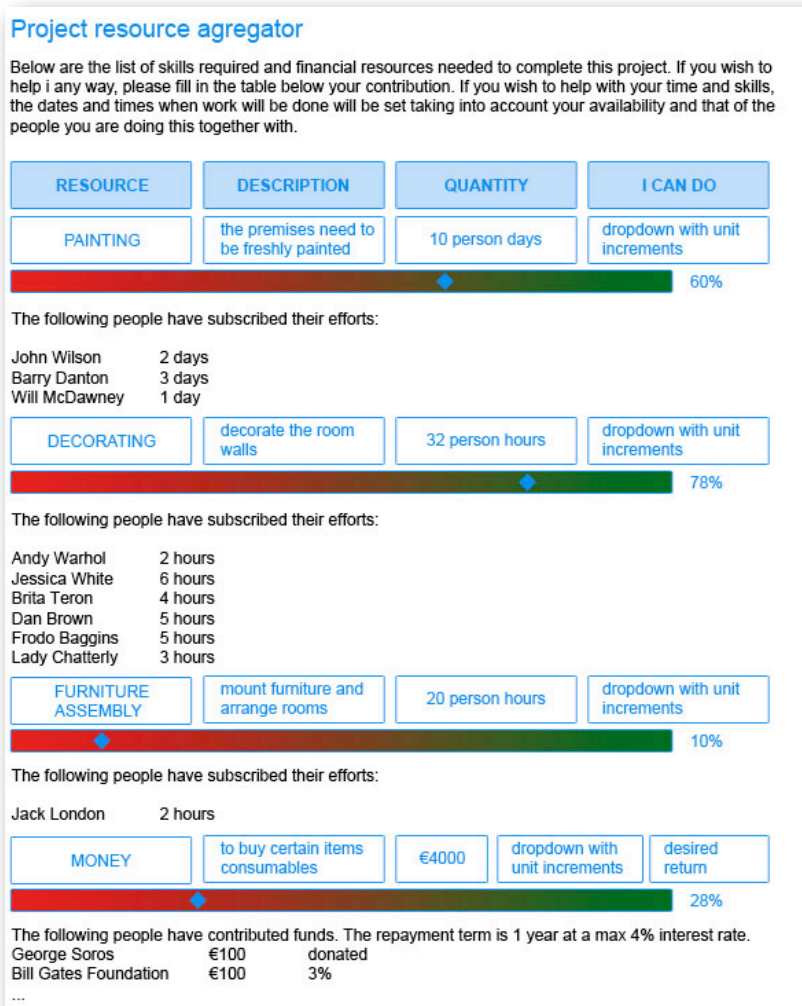 Project resource agregator
Below are the list of skills required and financial resources needed to complete this project. If you wish to
help i any way, please fill in the table below your contribution. If you wish to help with your time and skills,
the dates and times when work will be done will be set taking into account your availability and that of the
people you are doing this together with.
RESOURCE DESCRIPTION QUANTITY I CAN DO
PAINTING the premises need to be freshly painted 10 person days dropdown with unit increments
60%
The following people have subscribed their efforts:
John Wilson 2 days
Barry Danton 3 days
Will McDawney 1 day
DECORATING decorate the room walls 32 person hours dropdown with unit increments
78%
The following people have subscribed their efforts:
Andy Warhol 2 hours
Jessica White 6 hours
Brita Teron 4 hours
Dan Brown 5 hours
Frodo Baggins 5 hours
Lady Chatterly 3 hours
FURNITURE ASSEMBLY mount furniture and arrange rooms 20 person hours dropdown with unit increments
10%
The following people have subscribed their efforts:
Jack London 2 hours
MONEY to buy certain items consumables €4000 dropdown with unit increments desired return
28%
The following people have contributed funds. The repayment term is 1 year at a max 4% interest rate.
George Soros €100 donated
Bill Gates Foundation €100 3%
...